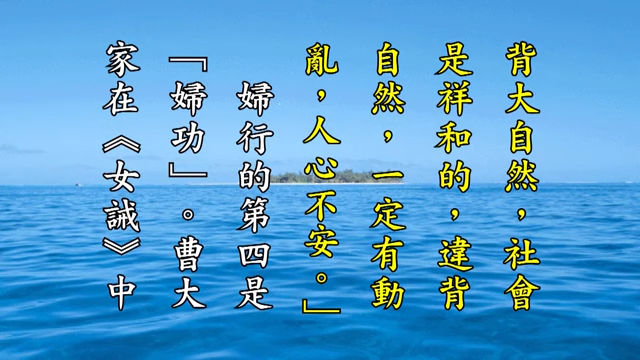 背大自然，社會
是祥和的，違背
自然，一定有動
亂，人心不安。」
婦行的第四是
「婦功」。曹大
家在《女誡》中